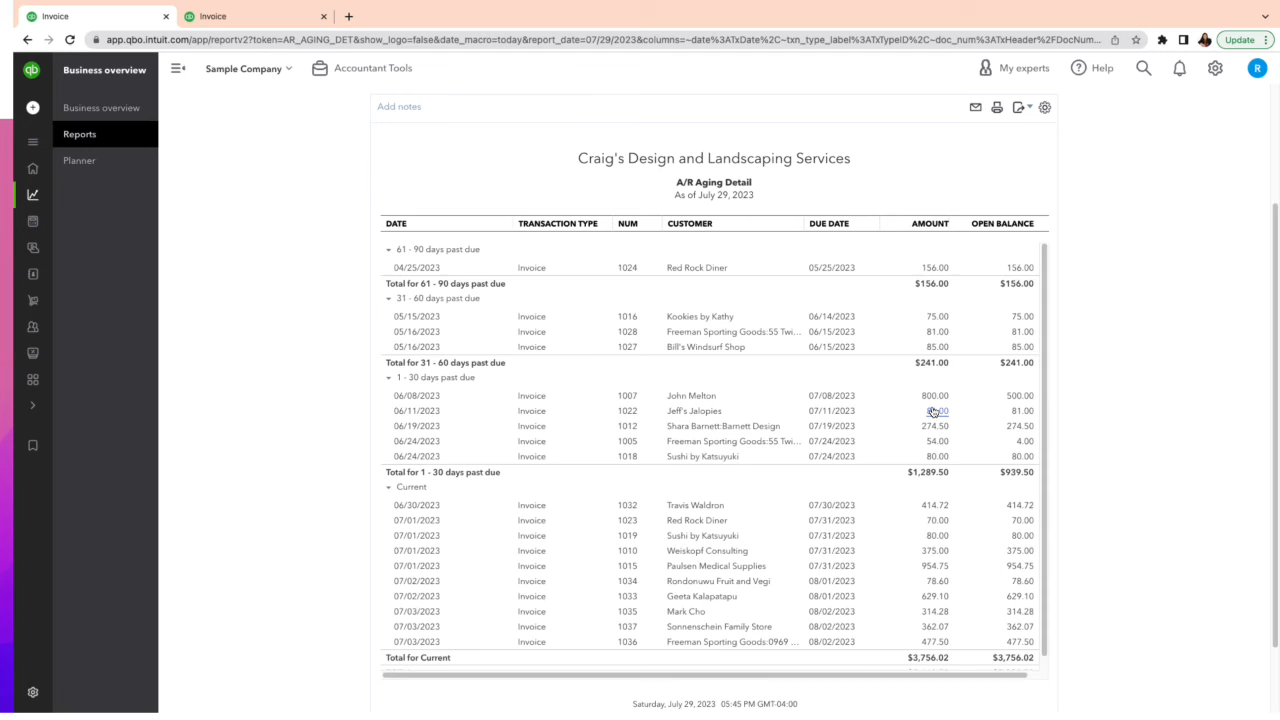 Invoice
Invoice
app.qbo.intuit.com/app/reportv2?token=AR_AGING_DET&show_logo=false&date_macro=today&report_date=07/29/2023&columns=~date%3ATxDate%2C~txn_type_label%3ATxTypeID%2C~doc_num%3ATxHeader%2FDocNum...
Update
qb
Business overview
Sample Company
Accountant Tools
My experts
Help
R
Business overview
Reports
Planner
Add notes
Craig's Design and Landscaping Services
A/R Aging Detail
As of July 29, 2023
DATE TRANSACTION TYPE NUM CUSTOMER DUE DATE AMOUNT OPEN BALANCE
61 - 90 days past due
04/25/2023 Invoice 1024 Red Rock Diner 05/25/2023 156.00 156.00
Total for 61 - 90 days past due $156.00 $156.00
31 - 60 days past due
05/15/2023 Invoice 1016 Kookies by Kathy 06/14/2023 75.00 75.00
05/16/2023 Invoice 1028 Freeman Sporting Goods:55 Twi... 06/15/2023 81.00 81.00
05/16/2023 Invoice 1027 Bill's Windsurf Shop 06/15/2023 85.00 85.00
Total for 31 - 60 days past due $241.00 $241.00
1 - 30 days past due
06/08/2023 Invoice 1007 John Melton 07/08/2023 800.00 500.00
06/11/2023 Invoice 1022 Jeff's Jalopies 07/11/2023 81.00
06/19/2023 Invoice 1012 Shara Barnett:Barnett Design 07/19/2023 274.50 274.50
06/24/2023 Invoice 1005 Freeman Sporting Goods:55 Twi... 07/24/2023 54.00 4.00
06/24/2023 Invoice 1018 Sushi by Katsuyuki 07/24/2023 80.00 80.00
Total for 1 - 30 days past due $1,289.50 $939.50
Current
06/30/2023 Invoice 1032 Travis Waldron 07/30/2023 414.72 414.72
07/01/2023 Invoice 1023 Red Rock Diner 07/31/2023 70.00 70.00
07/01/2023 Invoice 1019 Sushi by Katsuyuki 07/31/2023 80.00 80.00
07/01/2023 Invoice 1010 Weiskopf Consulting 07/31/2023 375.00 375.00
07/01/2023 Invoice 1015 Paulsen Medical Supplies 07/31/2023 954.75 954.75
07/02/2023 Invoice 1034 Rondonuwu Fruit and Vegi 08/01/2023 78.60 78.60
07/02/2023 Invoice 1033 Geeta Kalapatapu 08/01/2023 629.10 629.10
07/03/2023 Invoice 1035 Mark Cho 08/02/2023 314.28 314.28
07/03/2023 Invoice 1037 Sonnenschein Family Store 08/02/2023 362.07 362.07
07/03/2023 Invoice 1036 Freeman Sporting Goods:0969 ... 08/02/2023 477.50 477.50
Total for Current $3,756.02 $3,756.02
Saturday, July 29, 2023 05:45 PM GMT-04:00